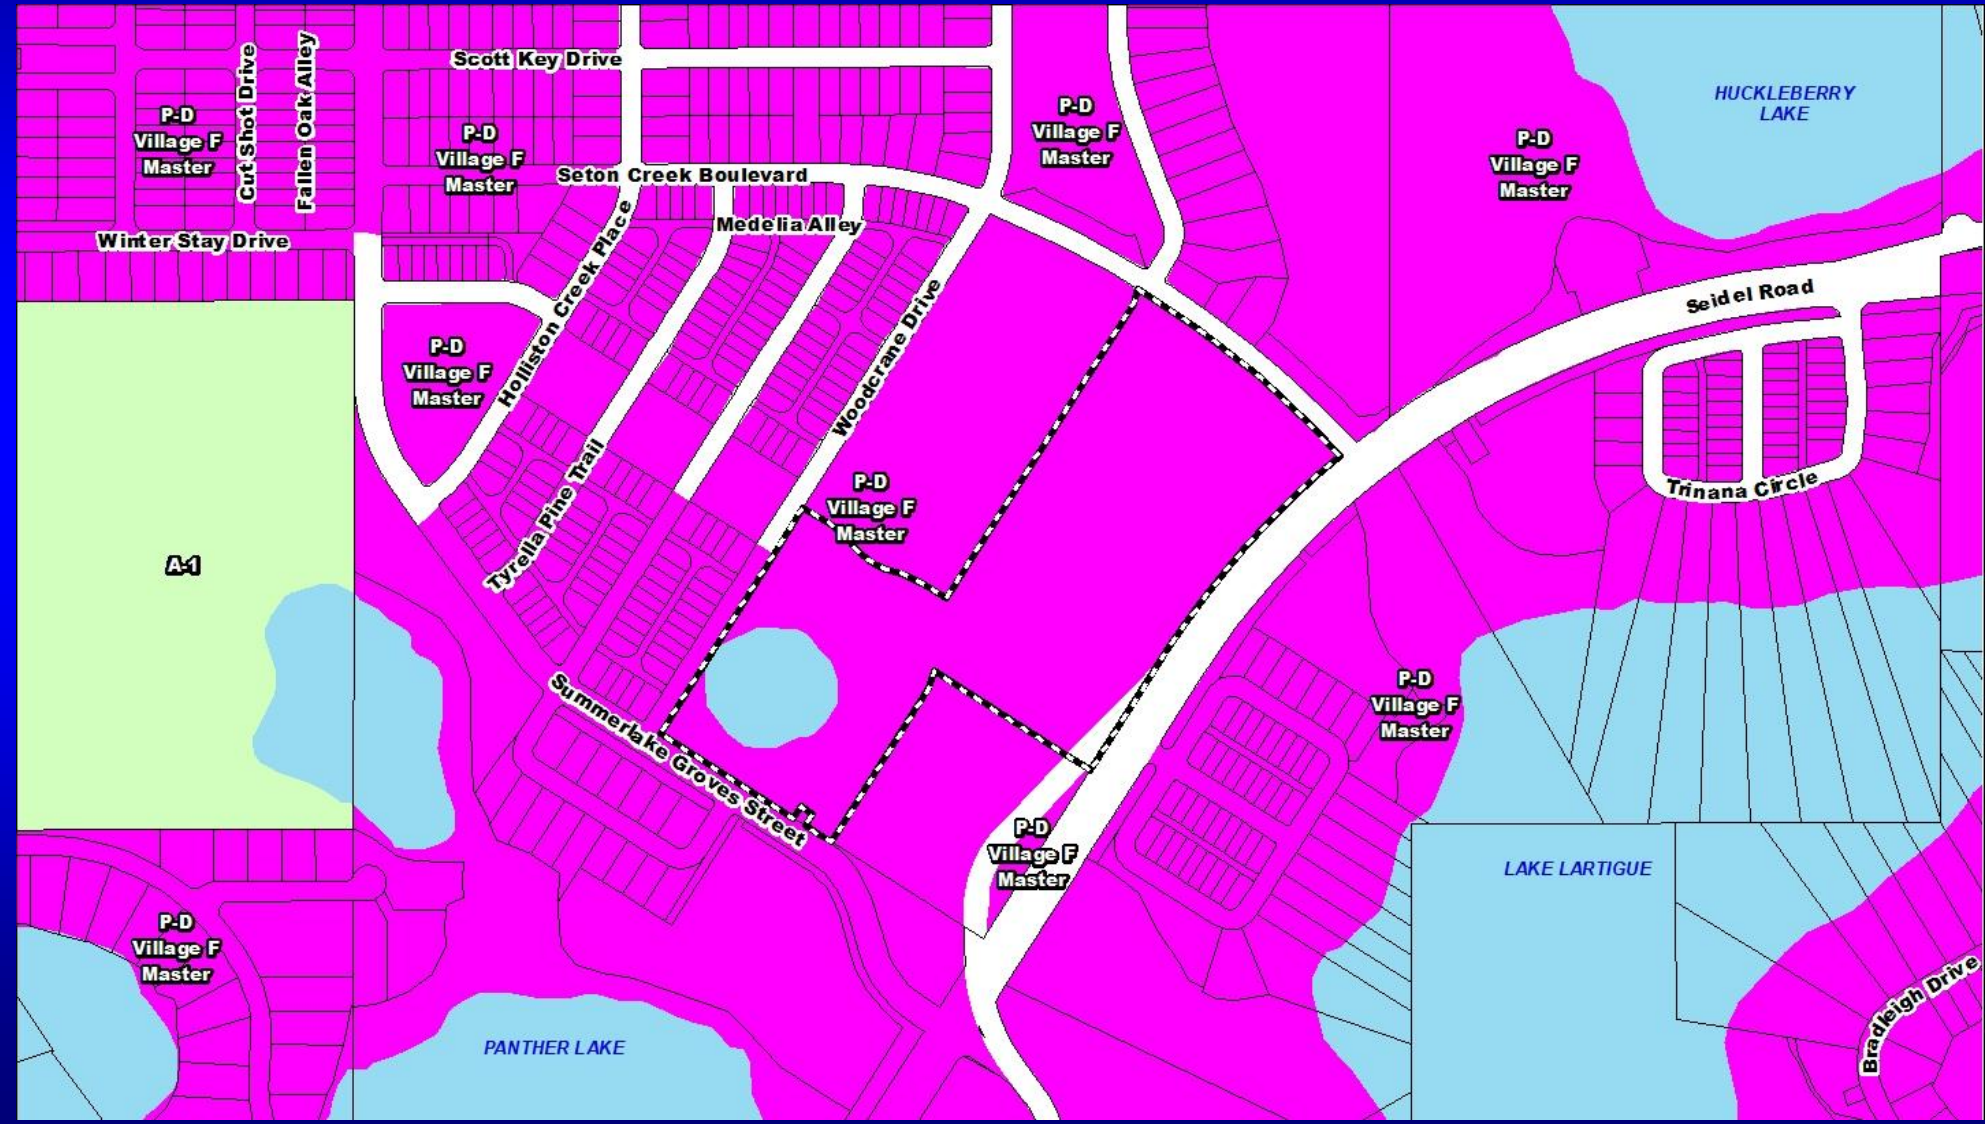 Scott Key Drive
Cut Shot Drive
Fallen Oak Alley
P-D
Village F
Master
P-D
Village F
Master
P-D
Village F
Master
P-D
Village F
Master
HUCKLEBERRY
LAKE
Seton Creek Boulevard
Medelia Alley
Winter Stay Drive
Holliston Creek Place
Woodcrane Drive
Seidel Road
P-D
Village F
Master
Tyrella Pine Trail
P-D
Village F
Master
Trinana Circle
A-1
Summerlake Groves Street
P-D
Village F
Master
P-D
Village F
Master
LAKE LARTIGUE
P-D
Village F
Master
Bradleigh Drive
PANTHER LAKE